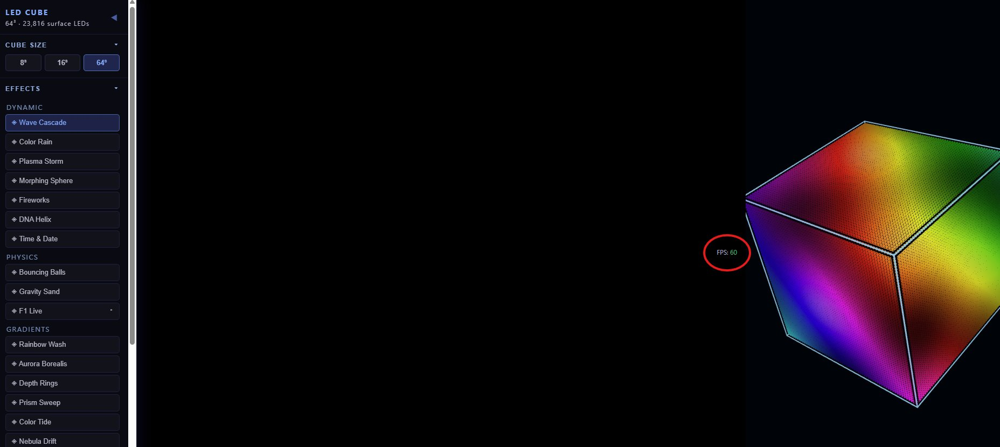 LED CUBE
64³ · 23,816 surface LEDs
CUBE SIZE
8³ 16³ 64³
EFFECTS
DYNAMIC
Wave Cascade
Color Rain
Plasma Storm
Morphing Sphere
Fireworks
DNA Helix
Time & Date
PHYSICS
Bouncing Balls
Gravity Sand
F1 Live
GRADIENTS
Rainbow Wash
Aurora Borealis
Depth Rings
Prism Sweep
Color Tide
Nebula Drift
FPS: 60